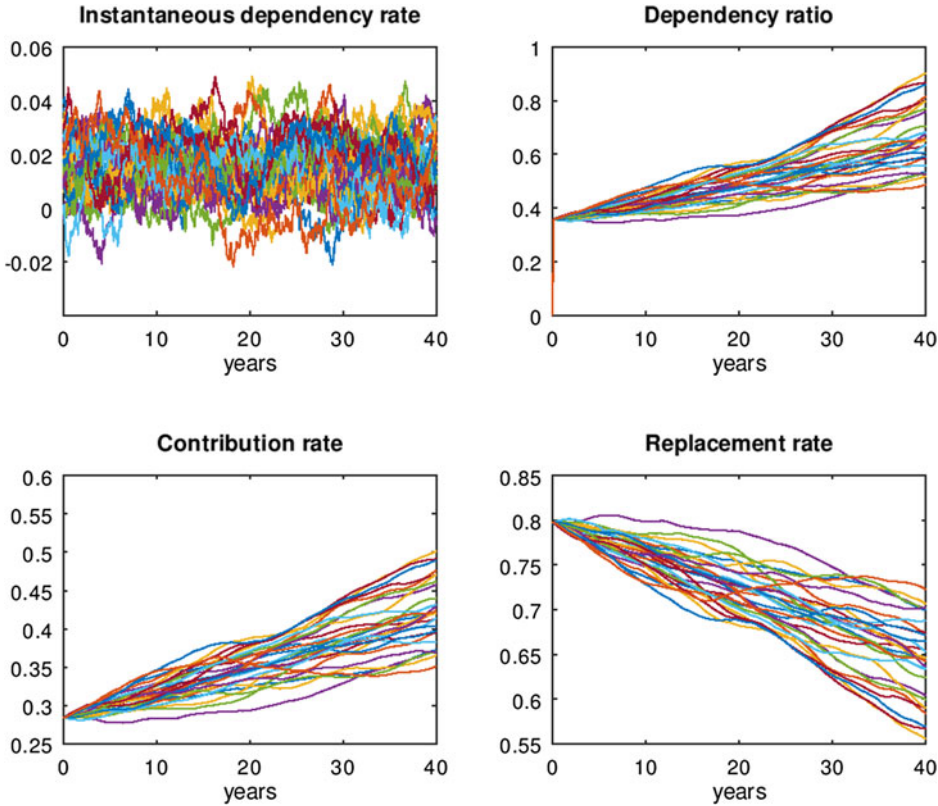 Instantaneous dependency rate
0.06
0.04
0.02
0
-0.02
0 10 20 30 40
years
Dependency ratio
1
0.8
0.6
0.4
0.2
0
0 10 20 30 40
years
Contribution rate
0.6
0.55
0.5
0.45
0.4
0.35
0.3
0.25
0 10 20 30 40
years
Replacement rate
0.85
0.8
0.75
0.7
0.65
0.6
0.55
0 10 20 30 40
years